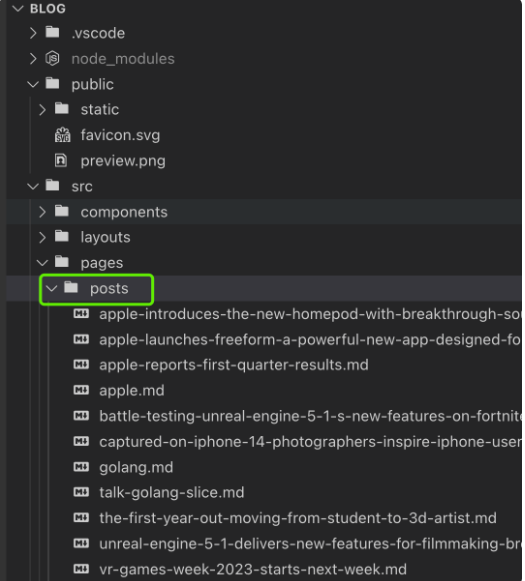 BLOG
.vscode
node_modules
public
static
favicon.svg
preview.png
src
components
layouts
pages
posts
apple-introduces-the-new-homepod-with-breakthrough-sou
apple-launches-freeform-a-powerful-new-app-designed-fo
apple-reports-first-quarter-results.md
apple.md
battle-testing-unreal-engine-5-1-s-new-features-on-fortnite
captured-on-iphone-14-photographers-inspire-iphone-user
golang.md
talk-golang-slice.md
the-first-year-out-moving-from-student-to-3d-artist.md
unreal-engine-5-1-delivers-new-features-for-filmmaking-bro
vr-games-week-2023-starts-next-week.md